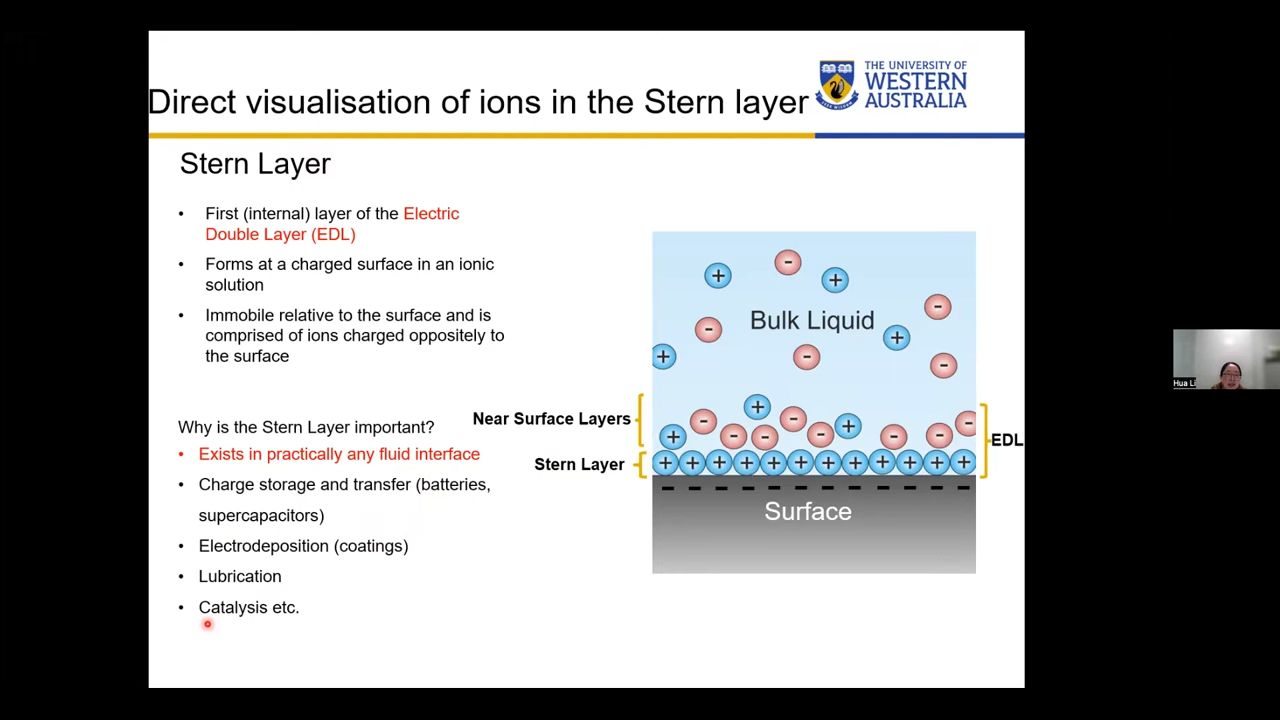 Direct visualisation of ions in the Stern layer
THE UNIVERSITY OF
WESTERN
AUSTRALIA
Stern Layer
• First (internal) layer of the Electric
Double Layer (EDL)
• Forms at a charged surface in an ionic
solution
• Immobile relative to the surface and is
comprised of ions charged oppositely to
the surface
Why is the Stern Layer important?
• Exists in practically any fluid interface
• Charge storage and transfer (batteries,
supercapacitors)
• Electrodeposition (coatings)
• Lubrication
• Catalysis etc.
Bulk Liquid
Near Surface Layers
Stern Layer
EDL
Surface
Hua Li